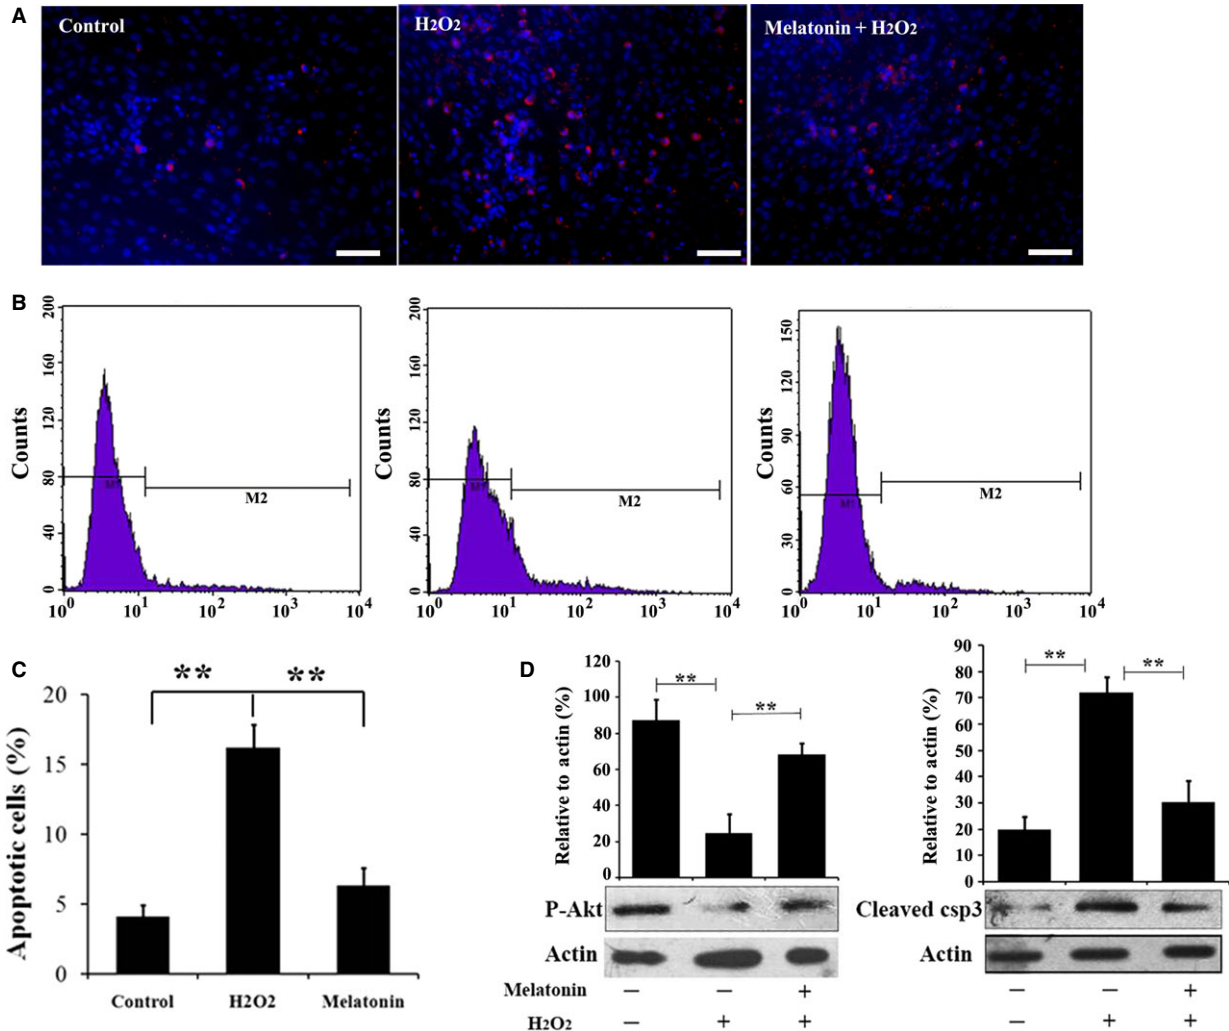 A
Control
H2O2
Melatonin + H2O2
B
Counts
200
160
120
80
40
0
M1
M2
10^0 10^1 10^2 10^3 10^4
Counts
200
160
120
80
40
0
M1
M2
10^0 10^1 10^2 10^3 10^4
Counts
150
120
90
60
30
0
M1
M2
10^0 10^1 10^2 10^3 10^4
C
Apoptotic cells (%)
20
15
10
5
0
** **
Control H2O2 Melatonin
D
Relative to actin (%)
120
100
80
60
40
20
0
** **
P-Akt
Actin
Melatonin − − +
H2O2 − + +
Relative to actin (%)
90
80
70
60
50
40
30
20
10
0
** **
Cleaved csp3
Actin
− − +
− + +